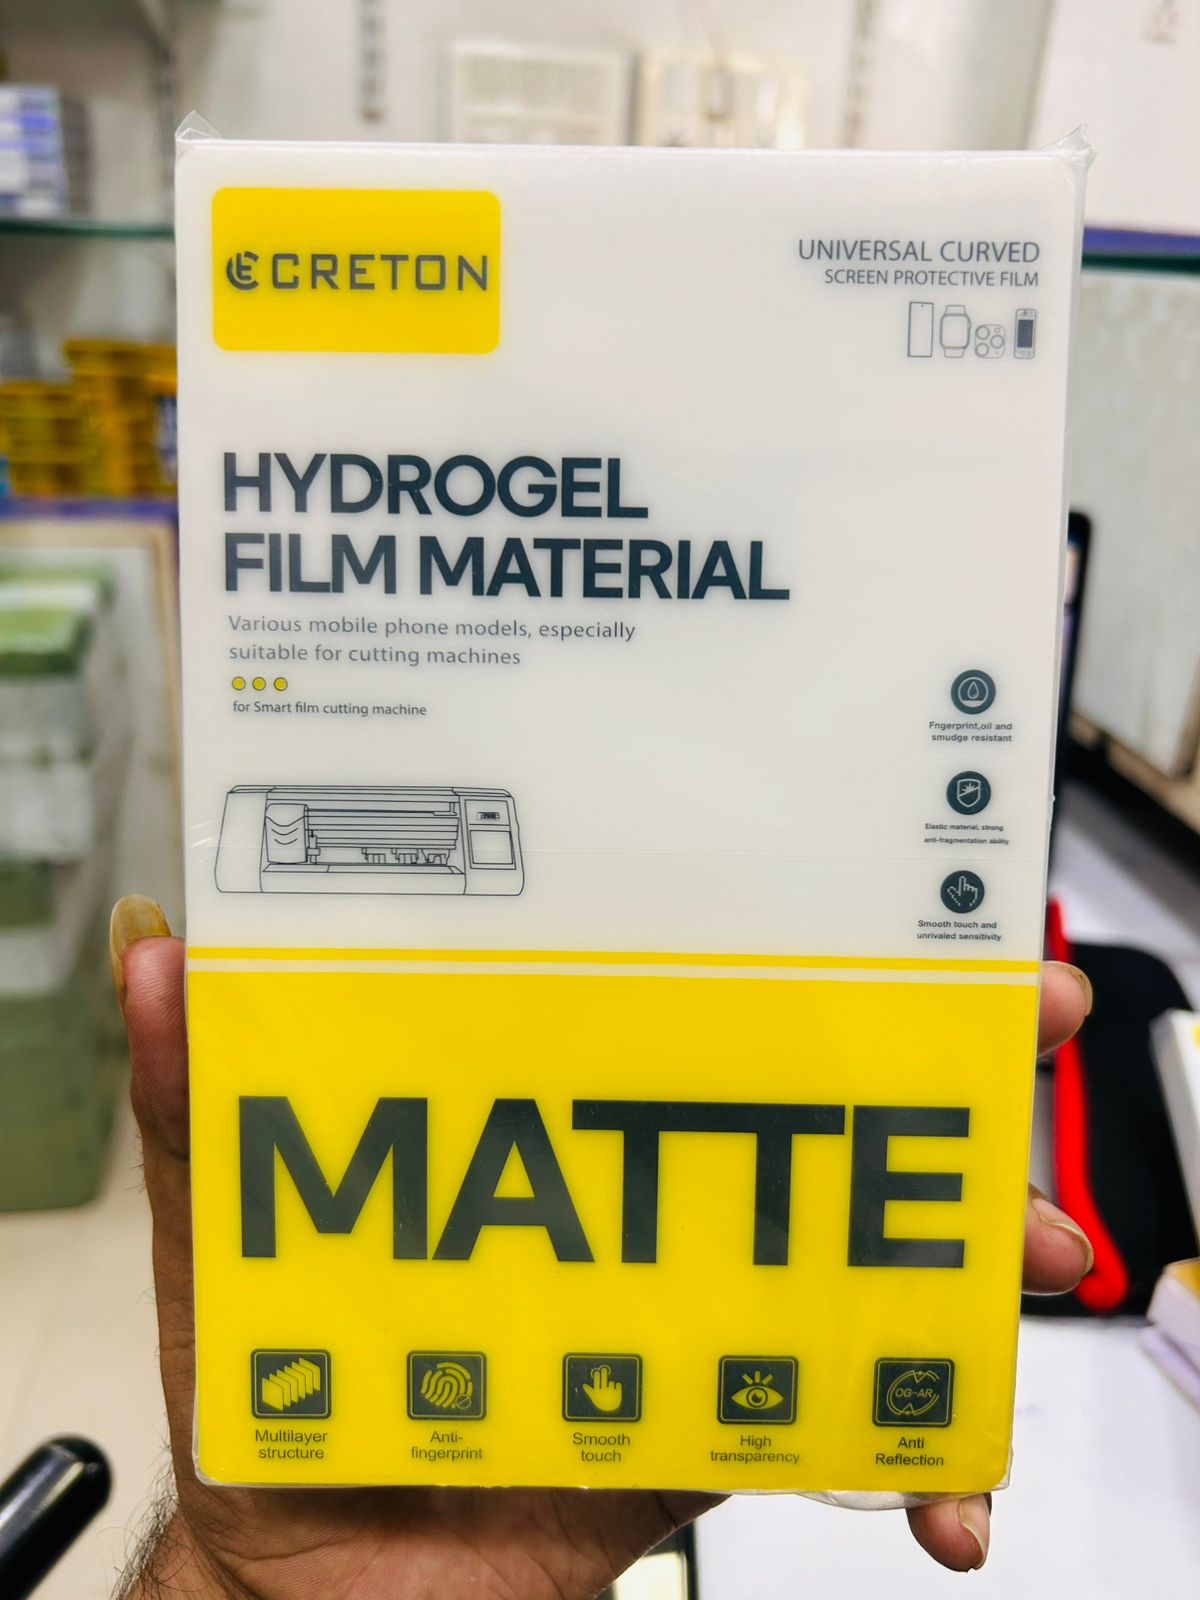 CRETON
UNIVERSAL CURVED
SCREEN PROTECTIVE FILM
HYDROGEL
FILM MATERIAL
Various mobile phone models, especially
suitable for cutting machines
for Smart film cutting machine
Fngerprint,oil and
smudge resistant
Elastic material, strong
anti-fragmentation ability
Smooth touch and
unrivaled sensitivity
MATTE
Multilayer
structure
Anti-
fingerprint
Smooth
touch
High
transparency
OG-AR
Anti
Reflection